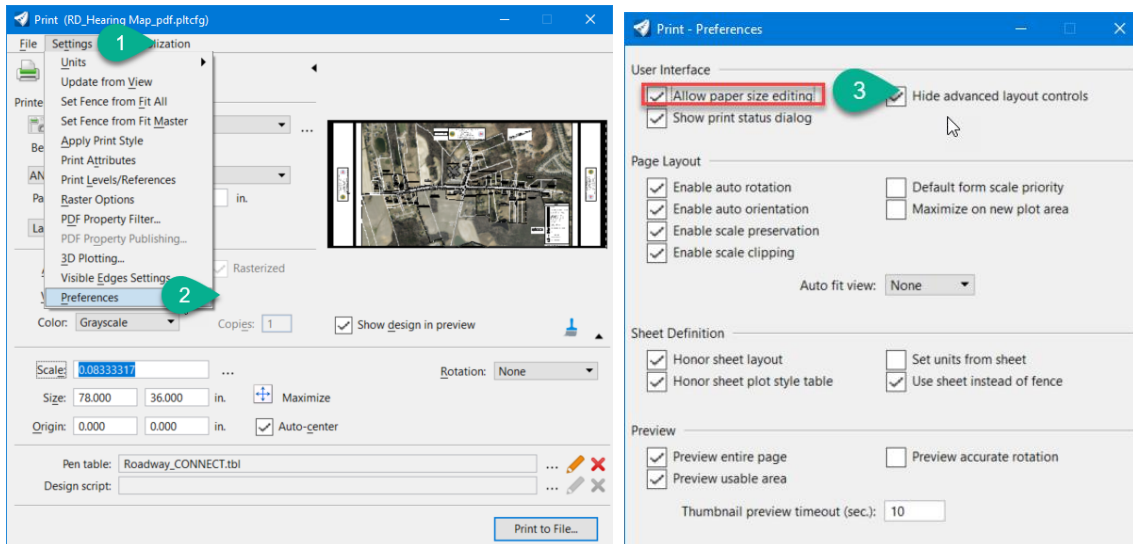 Print (RD_Hearing Map_pdf.pltcfg)
File Settings
1
Units
Update from View
Set Fence from Fit All
Set Fence from Fit Master
Apply Print Style
Print Attributes
Print Levels/References
Raster Options
PDF Property Filter...
PDF Property Publishing...
3D Plotting...
Visible Edges Settings
Preferences
2
Printe
Be
AN
Pa
in.
La
Rasterized
Color: Grayscale
Copies: 1
Show design in preview
Scale: 0.08333317
...
Rotation: None
Size: 78.000 36.000 in.
Maximize
Origin: 0.000 0.000 in.
Auto-center
Pen table: Roadway_CONNECT.tbl
...
Design script:
...
Print to File...
Print - Preferences
User Interface
Allow paper size editing
3
Hide advanced layout controls
Show print status dialog
Page Layout
Enable auto rotation
Default form scale priority
Enable auto orientation
Maximize on new plot area
Enable scale preservation
Enable scale clipping
Auto fit view: None
Sheet Definition
Honor sheet layout
Set units from sheet
Honor sheet plot style table
Use sheet instead of fence
Preview
Preview entire page
Preview accurate rotation
Preview usable area
Thumbnail preview timeout (sec.): 10